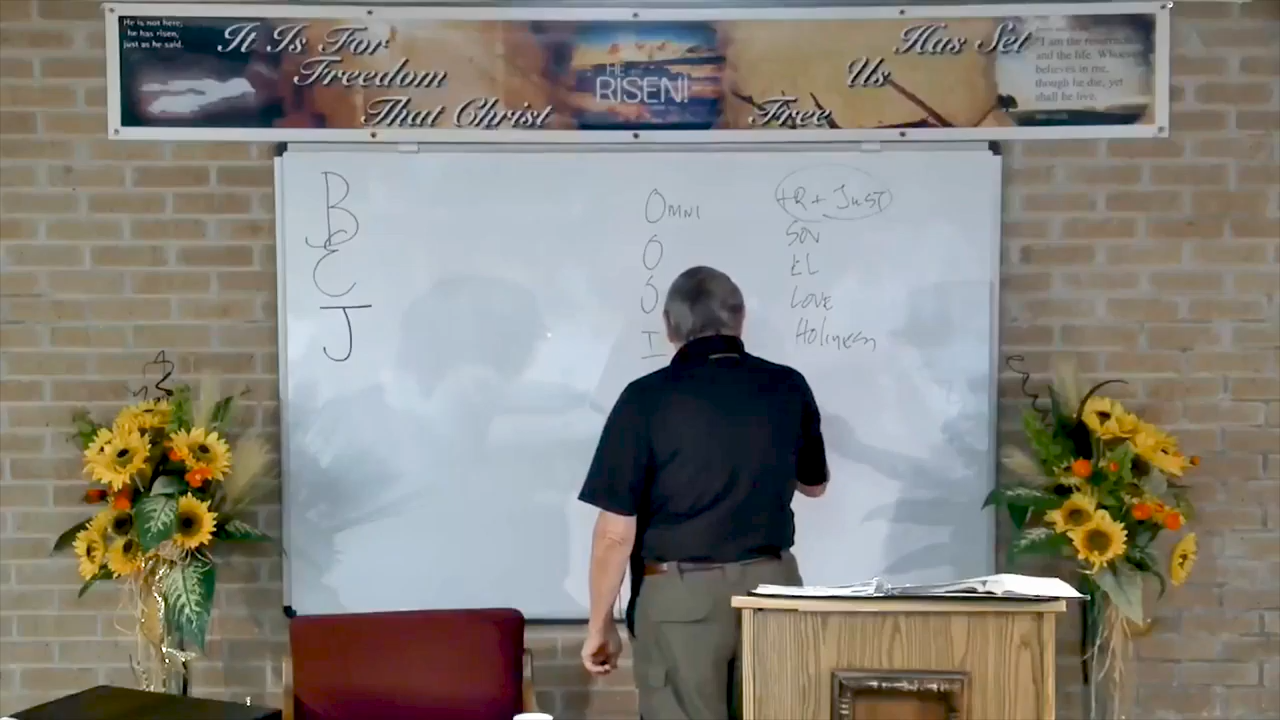 He is not here;
he has risen,
just as he said.
It Is For
Freedom
That Christ
HE
RISEN!
Has Set
Us
Free
"I am the resurrection
and the life. Whoever
believes in me,
though he die, yet
shall he live.
B
C
J
OMNI
O
O
I
+R + JUST
SOV
EL
LOVE
HOLINESS